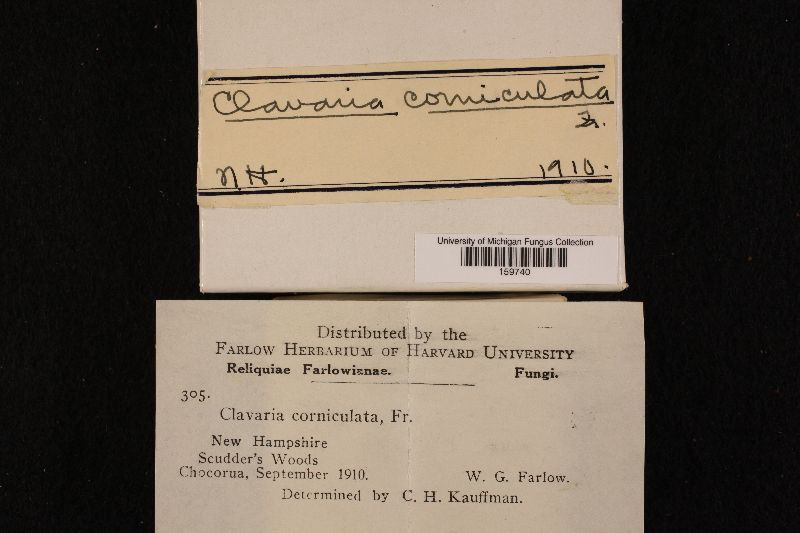 Clavaria corniculata
Fr.
N.H. 1910.
University of Michigan Fungus Collection
159740
Distributed by the
FARLOW HERBARIUM OF HARVARD UNIVERSITY
Reliquiae Farlowianae. Fungi.
305.
Clavaria corniculata, Fr.
New Hampshire
Scudder's Woods
Chocorua, September 1910. W. G. Farlow.
Determined by C. H. Kauffman.